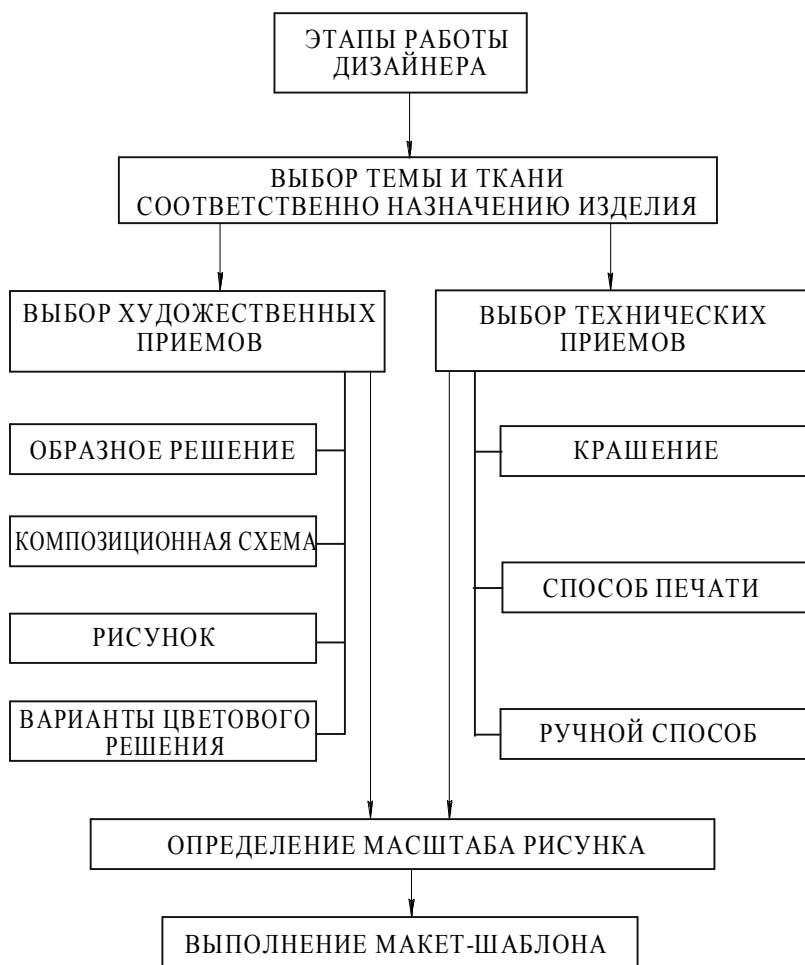 ЭТАПЫ РАБОТЫ
ДИЗАЙНЕРА
ВЫБОР ТЕМЫ И ТКАНИ
СООТВЕТСТВЕННО НАЗНАЧЕНИЮ ИЗДЕЛИЯ
ВЫБОР ХУДОЖЕСТВЕННЫХ
ПРИЕМОВ
ОБРАЗНОЕ РЕШЕНИЕ
КОМПОЗИЦИОННАЯ СХЕМА
РИСУНОК
ВАРИАНТЫ ЦВЕТОВОГО
РЕШЕНИЯ
ВЫБОР ТЕХНИЧЕСКИХ
ПРИЕМОВ
КРАШЕНИЕ
СПОСОБ ПЕЧАТИ
РУЧНОЙ СПОСОБ
ОПРЕДЕЛЕНИЕ МАСШТАБА РИСУНКА
ВЫПОЛНЕНИЕ МАКЕТ-ШАБЛОНА